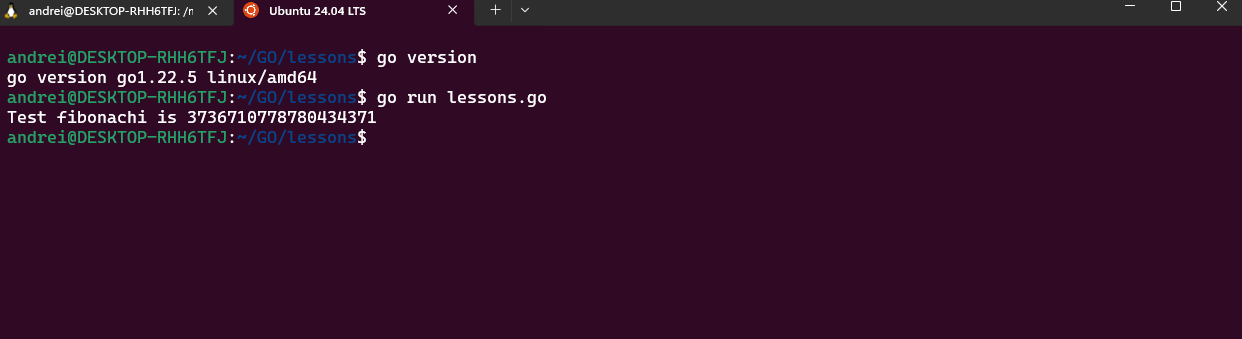 andrei@DESKTOP-RHH6TFJ: /n
Ubuntu 24.04 LTS
andrei@DESKTOP-RHH6TFJ:~/GO/lessons$ go version
go version go1.22.5 linux/amd64
andrei@DESKTOP-RHH6TFJ:~/GO/lessons$ go run lessons.go
Test fibonachi is 3736710778780434371
andrei@DESKTOP-RHH6TFJ:~/GO/lessons$